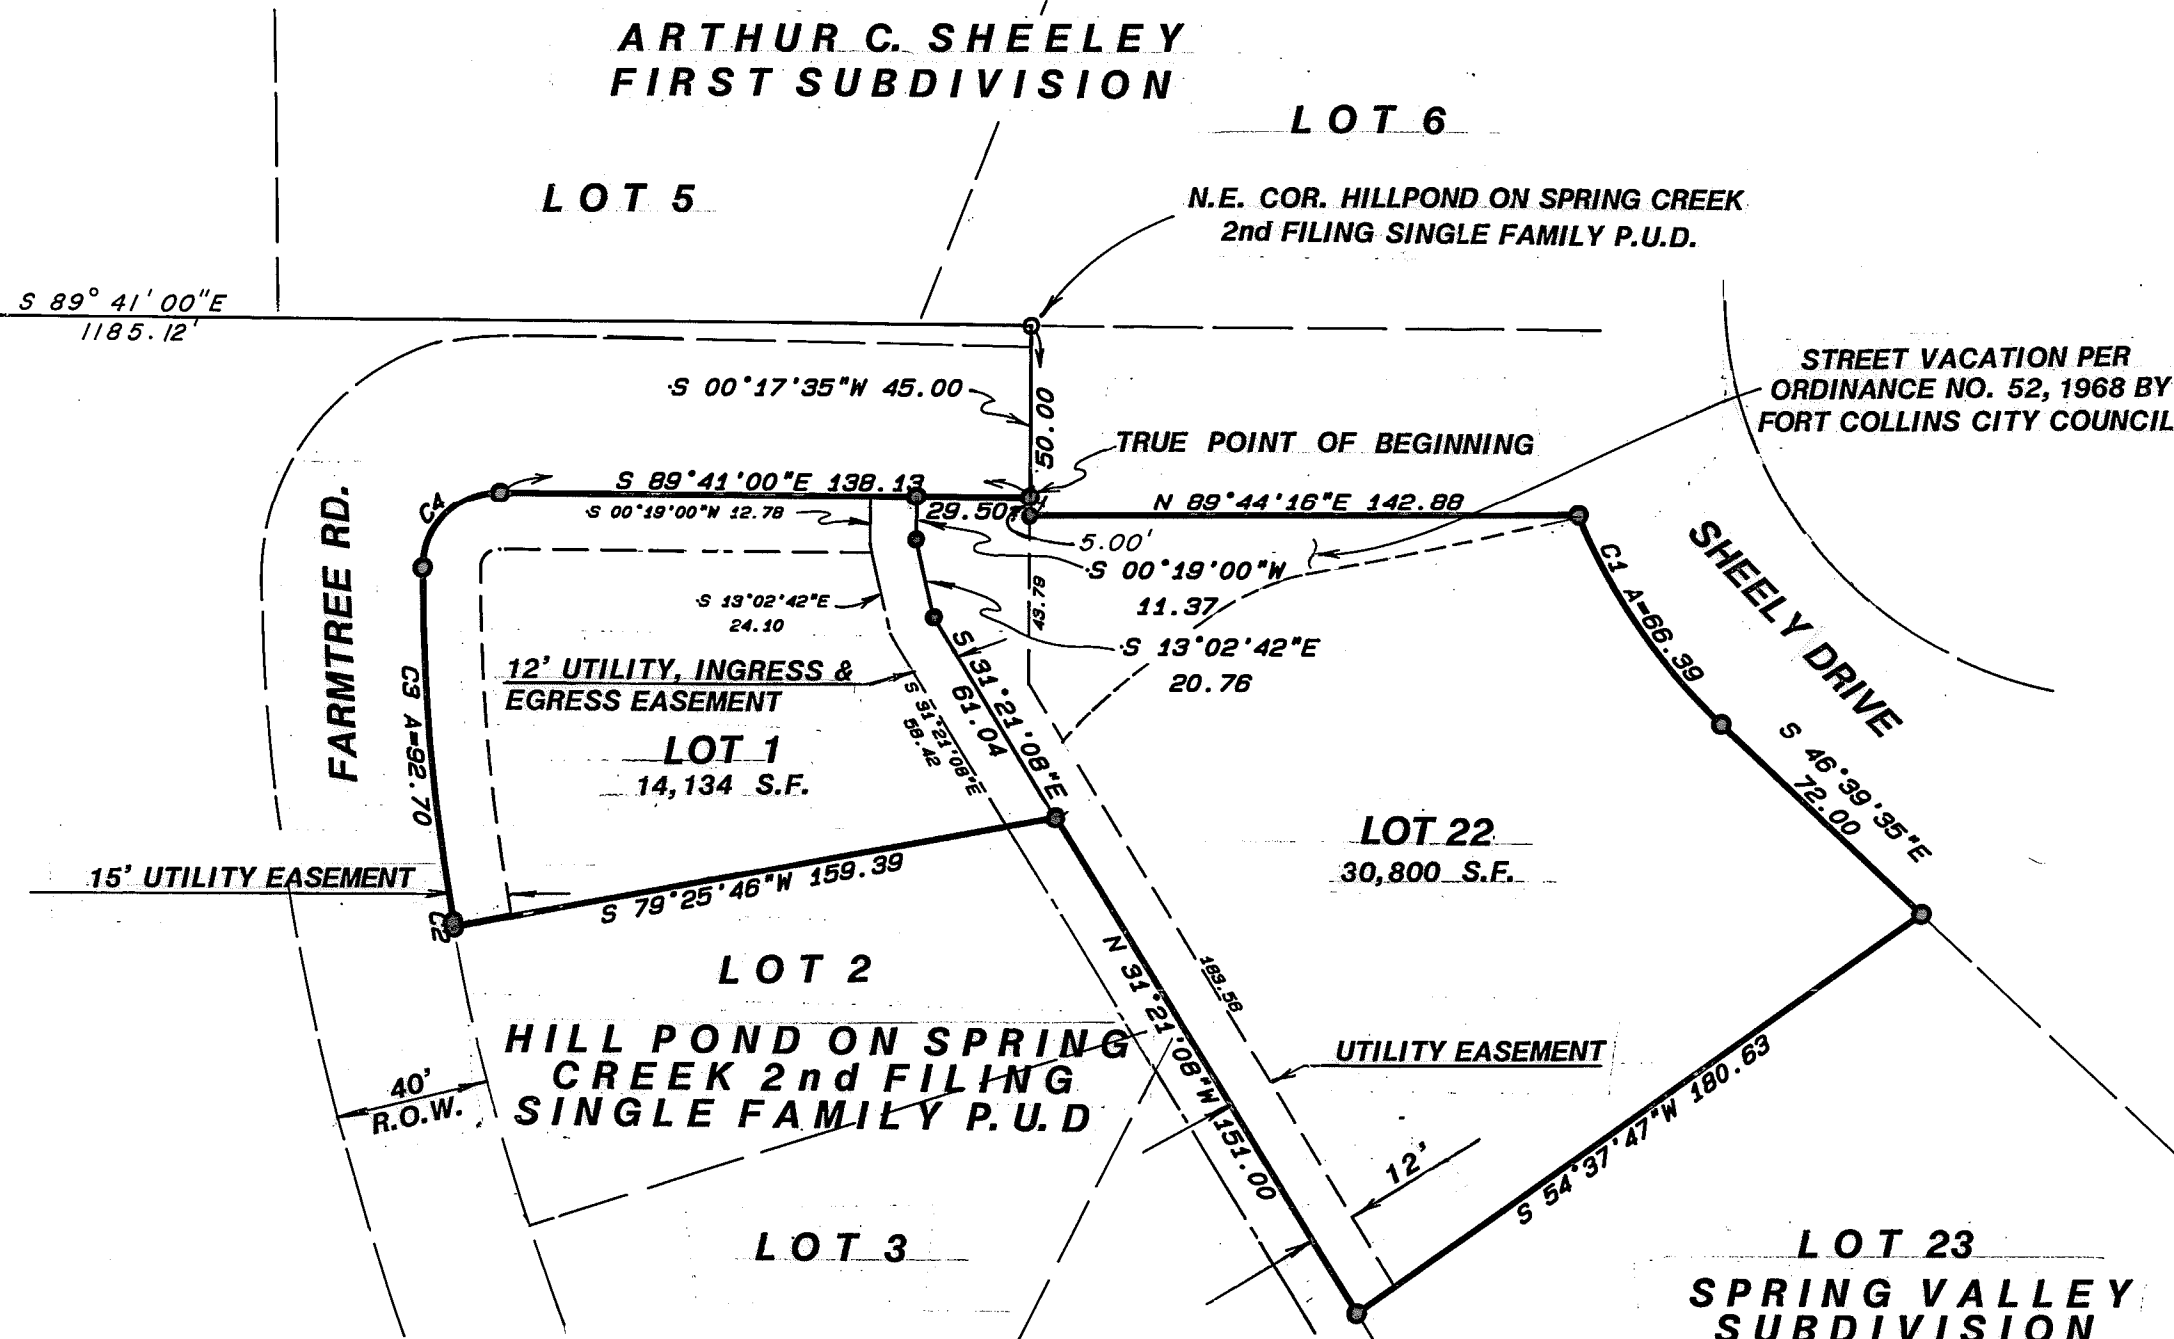 ARTHUR C. SHEELEY
FIRST SUBDIVISION
LOT 6
LOT 5
N.E. COR. HILLPOND ON SPRING CREEK
2nd FILING SINGLE FAMILY P.U.D.
S 89° 41' 00"E
1185.12'
STREET VACATION PER
ORDINANCE NO. 52, 1968 BY
FORT COLLINS CITY COUNCIL
S 00°17'35"W 45.00
50.00
TRUE POINT OF BEGINNING
S 89°41'00"E 138.13
N 89°44'16"E 142.88
C4
S 00°19'00"W 12.78
29.50
5.00'
S 00°19'00"W
11.37
43.79
S 13°02'42"E
24.10
S 13°02'42"E
20.76
C1 A=66.39
SHEELY DRIVE
FARMTREE RD.
C3 A=92.70
12' UTILITY, INGRESS &
EGRESS EASEMENT
S 31°21'08"E
61.04
S 31°21'08"E
58.42
LOT 1
14,134 S.F.
S 46°39'35"E
72.00
LOT 22
30,800 S.F.
15' UTILITY EASEMENT
C2
S 79°25'46"W 159.39
LOT 2
N 31°21'08"W 151.00
183.56
HILL POND ON SPRING
CREEK 2nd FILING
SINGLE FAMILY P.U.D
UTILITY EASEMENT
40'
R.O.W.
12'
S 54°37'47"W 180.63
LOT 3
LOT 23
SPRING VALLEY
SUBDIVISION